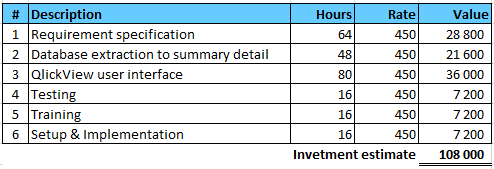 # Description Hours Rate Value
1 Requirement specification 64 450 28 800
2 Database extraction to summary detail 48 450 21 600
3 QlickView user interface 80 450 36 000
4 Testing 16 450 7 200
5 Training 16 450 7 200
6 Setup & Implementation 16 450 7 200
Invetment estimate 108 000